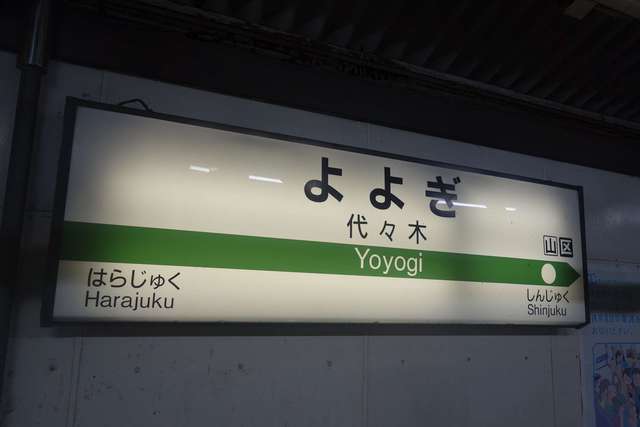 よよぎ
代々木
Yoyogi
山 区
はらじゅく
Harajuku
しんじゅく
Shinjuku